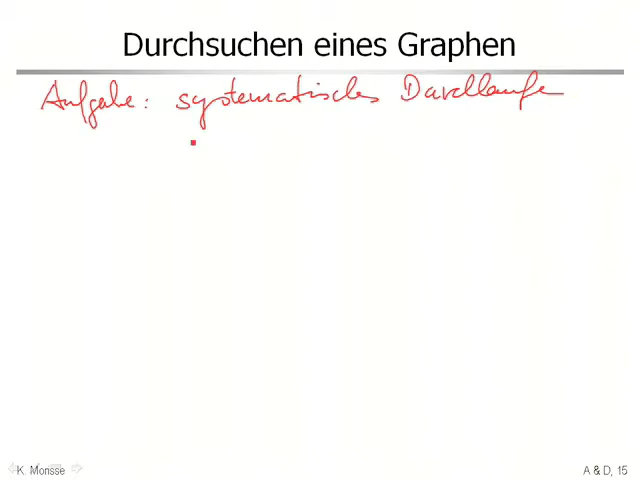 Durchsuchen eines Graphen
Aufgabe: systematisches Durchlaufen
K. Morisse
A & D, 15